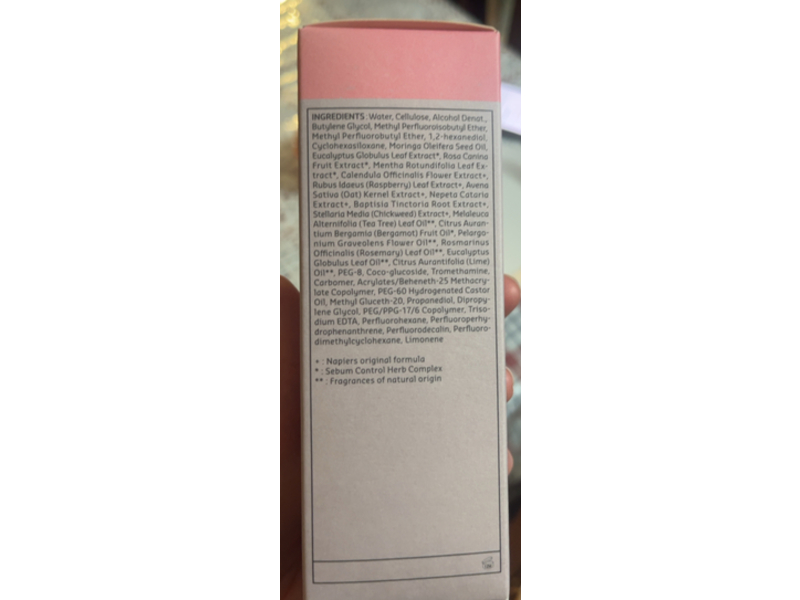 INGREDIENTS : Water, Cellulose, Alcohol Denat.,
Butylene Glycol, Methyl Perfluoroisobutyl Ether,
Methyl Perfluorobutyl Ether, 1,2-hexanediol,
Cyclohexasiloxane, Moringa Oleifera Seed Oil,
Eucalyptus Globulus Leaf Extract*, Rosa Canina
Fruit Extract*, Mentha Rotundifolia Leaf Ex-
tract*, Calendula Officinalis Flower Extract+,
Rubus Idaeus (Raspberry) Leaf Extract+, Avena
Sativa (Oat) Kernel Extract+, Nepeta Cataria
Extract+, Baptisia Tinctoria Root Extract+,
Stellaria Media (Chickweed) Extract+, Melaleuca
Alternifolia (Tea Tree) Leaf Oil**, Citrus Auran-
tium Bergamia (Bergamot) Fruit Oil*, Pelargo-
nium Graveolens Flower Oil**, Rosmarinus
Officinalis (Rosemary) Leaf Oil**, Eucalyptus
Globulus Leaf Oil**, Citrus Aurantifolia (Lime)
Oil**, PEG-8, Coco-glucoside, Tromethamine,
Carbomer, Acrylates/Beheneth-25 Methacry-
late Copolymer, PEG-60 Hydrogenated Castor
Oil, Methyl Gluceth-20, Propanediol, Dipropy-
lene Glycol, PEG/PPG-17/6 Copolymer, Triso-
dium EDTA, Perfluorohexane, Perfluoroperhy-
drophenanthrene, Perfluorodecalin, Perfluoro-
dimethylcyclohexane, Limonene
+ : Napiers original formula
* : Sebum Control Herb Complex
** : Fragrances of natural origin